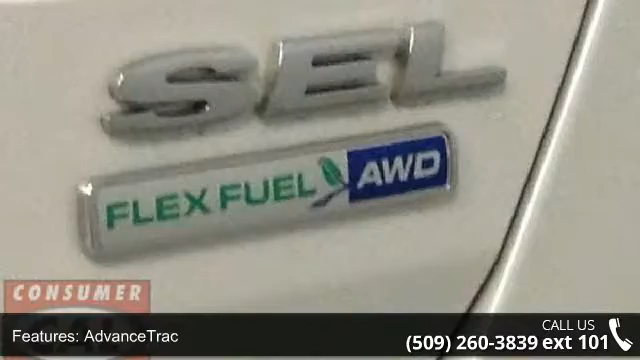 SEL
FLEX FUEL AWD
CONSUMER
Features: AdvanceTrac
CALL US
(509) 260-3839 ext 101